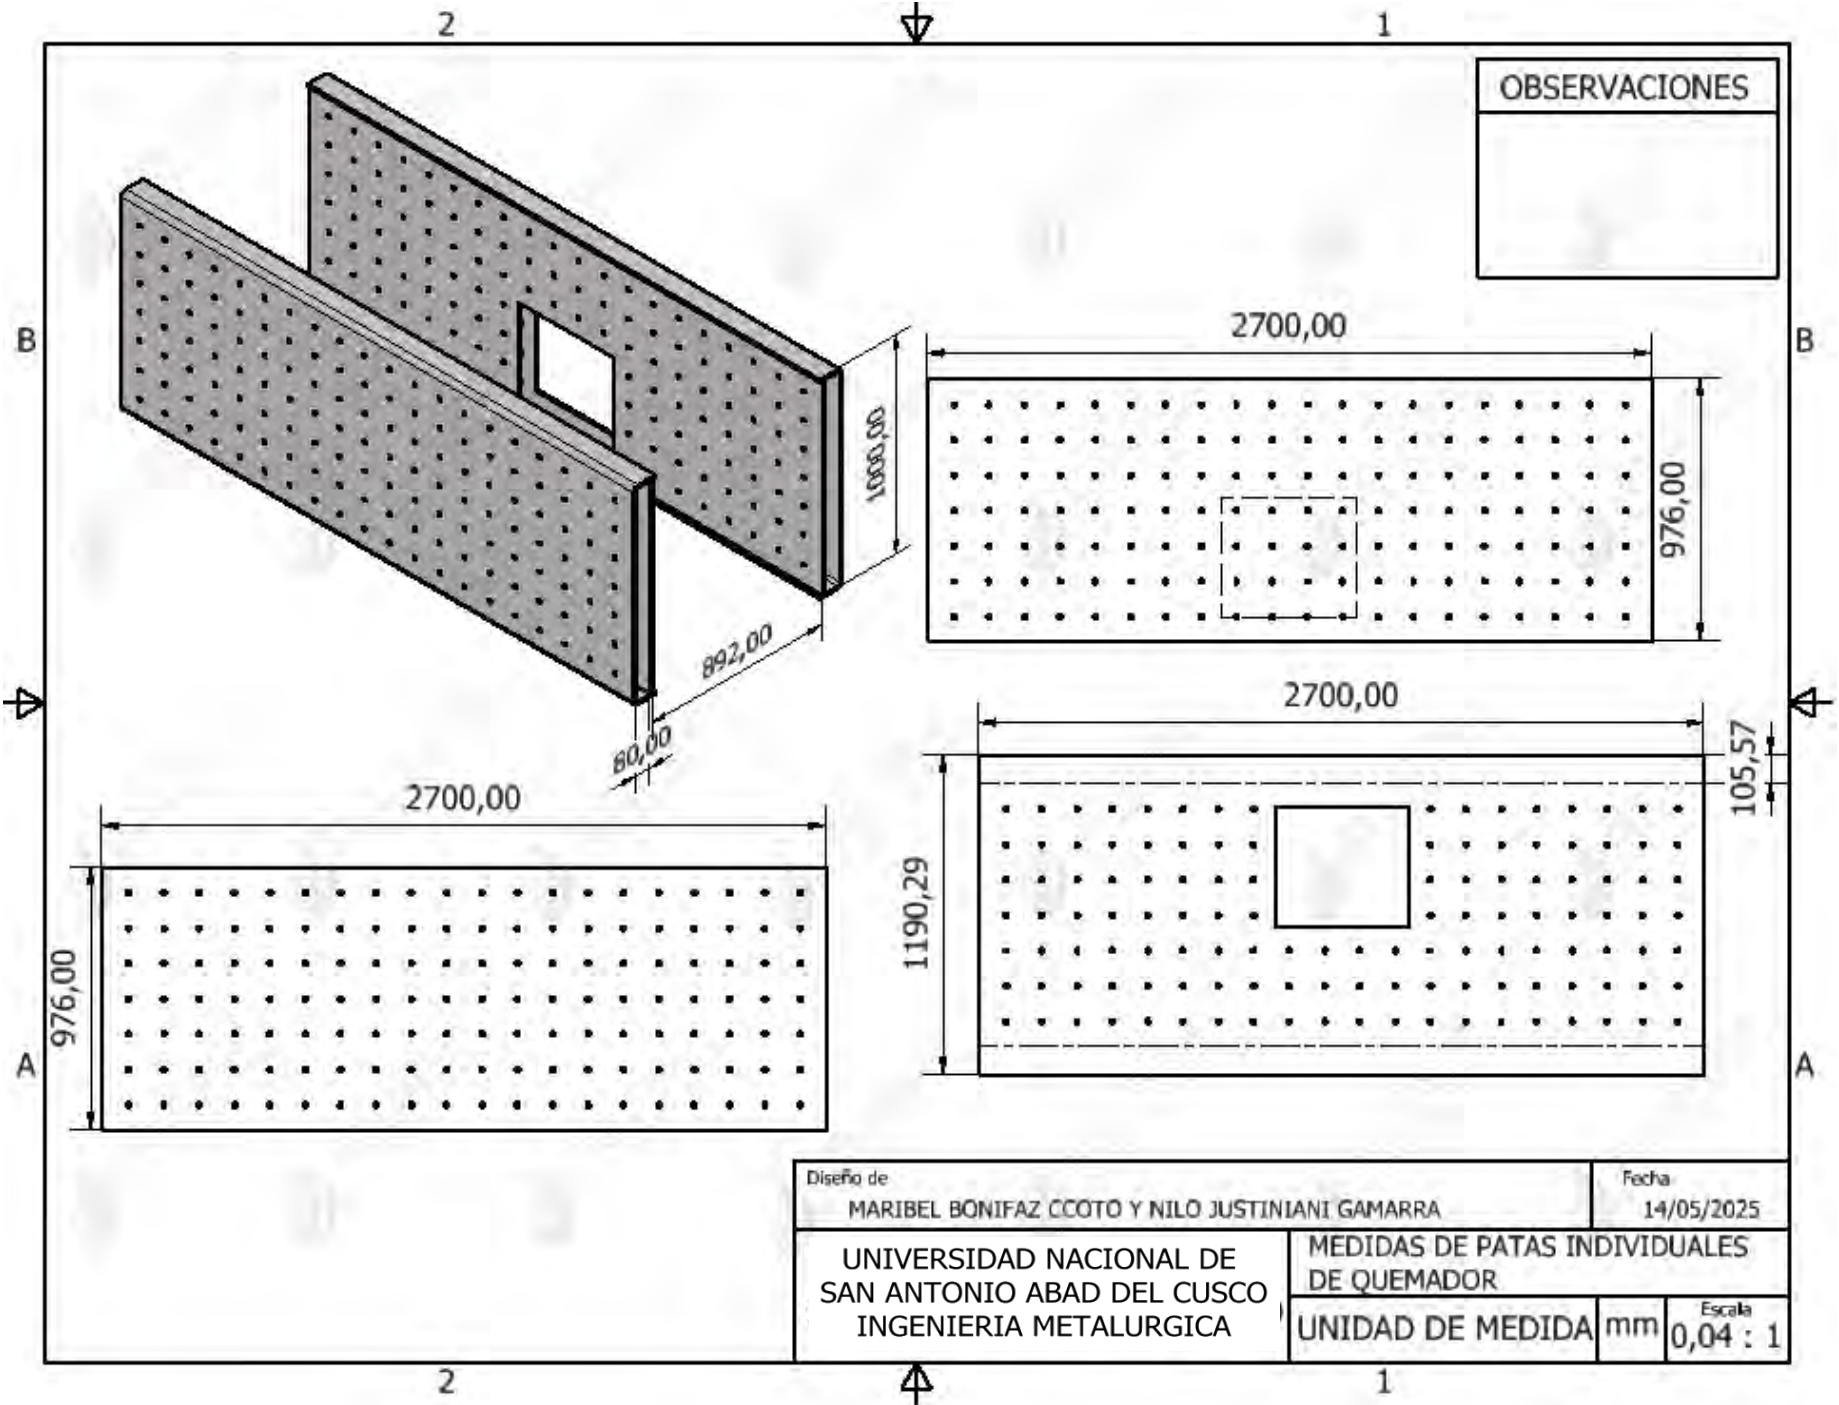 2
1
OBSERVACIONES
B
B
2700,00
1000,00
976,00
892,00
80,00
2700,00
2700,00
105,57
1190,29
976,00
A
A
Diseño de
MARIBEL BONIFAZ CCOTO Y NILO JUSTINIANI GAMARRA
Fecha
14/05/2025
UNIVERSIDAD NACIONAL DE
SAN ANTONIO ABAD DEL CUSCO
INGENIERIA METALURGICA
MEDIDAS DE PATAS INDIVIDUALES
DE QUEMADOR
UNIDAD DE MEDIDA
mm
Escala
0,04 : 1
2
1